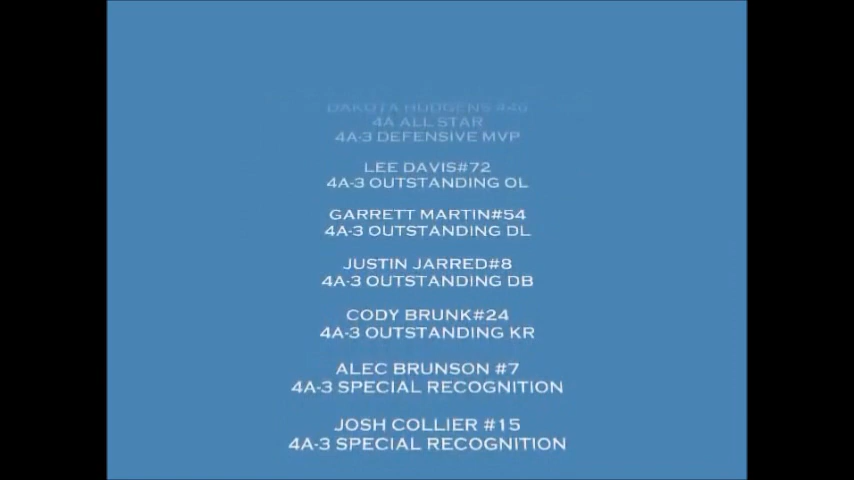 DAKOTA HUDGENS #46
4A ALL STAR
4A-3 DEFENSIVE MVP
LEE DAVIS#72
4A-3 OUTSTANDING OL
GARRETT MARTIN#54
4A-3 OUTSTANDING DL
JUSTIN JARRED#8
4A-3 OUTSTANDING DB
CODY BRUNK#24
4A-3 OUTSTANDING KR
ALEC BRUNSON #7
4A-3 SPECIAL RECOGNITION
JOSH COLLIER #15
4A-3 SPECIAL RECOGNITION